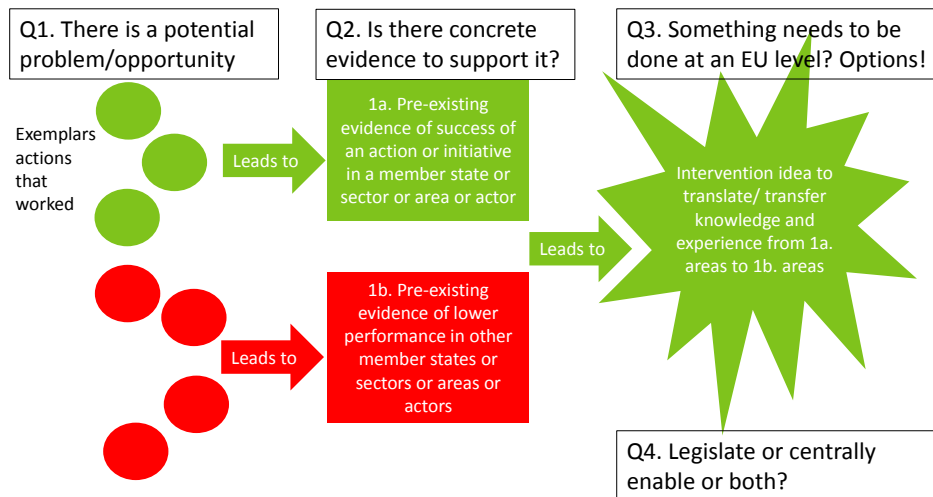 Q1. There is a potential
problem/opportunity
Q2. Is there concrete
evidence to support it?
Q3. Something needs to be
done at an EU level? Options!
Exemplars
actions
that
worked
Leads to
1a. Pre-existing
evidence of success of
an action or initiative
in a member state or
sector or area or actor
Leads to
Intervention idea to
translate/ transfer
knowledge and
experience from 1a.
areas to 1b. areas
Leads to
1b. Pre-existing
evidence of lower
performance in other
member states or
sectors or areas or
actors
Q4. Legislate or centrally
enable or both?